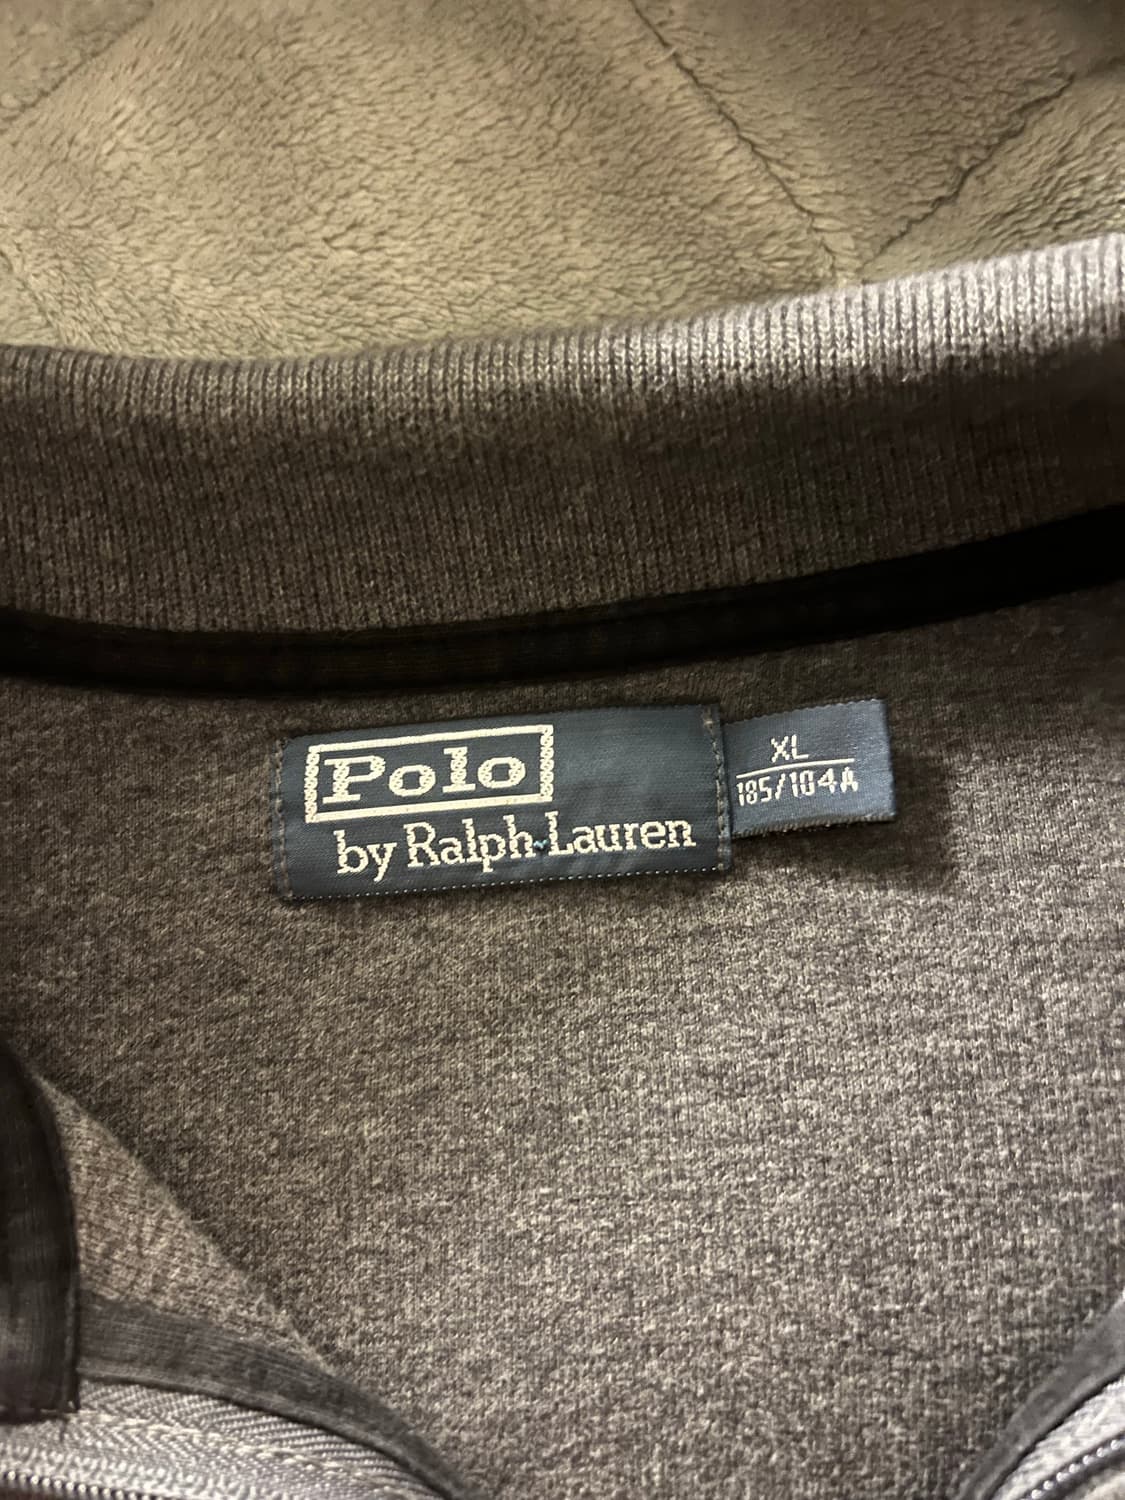 Polo
by Ralph Lauren
XL
185/104A